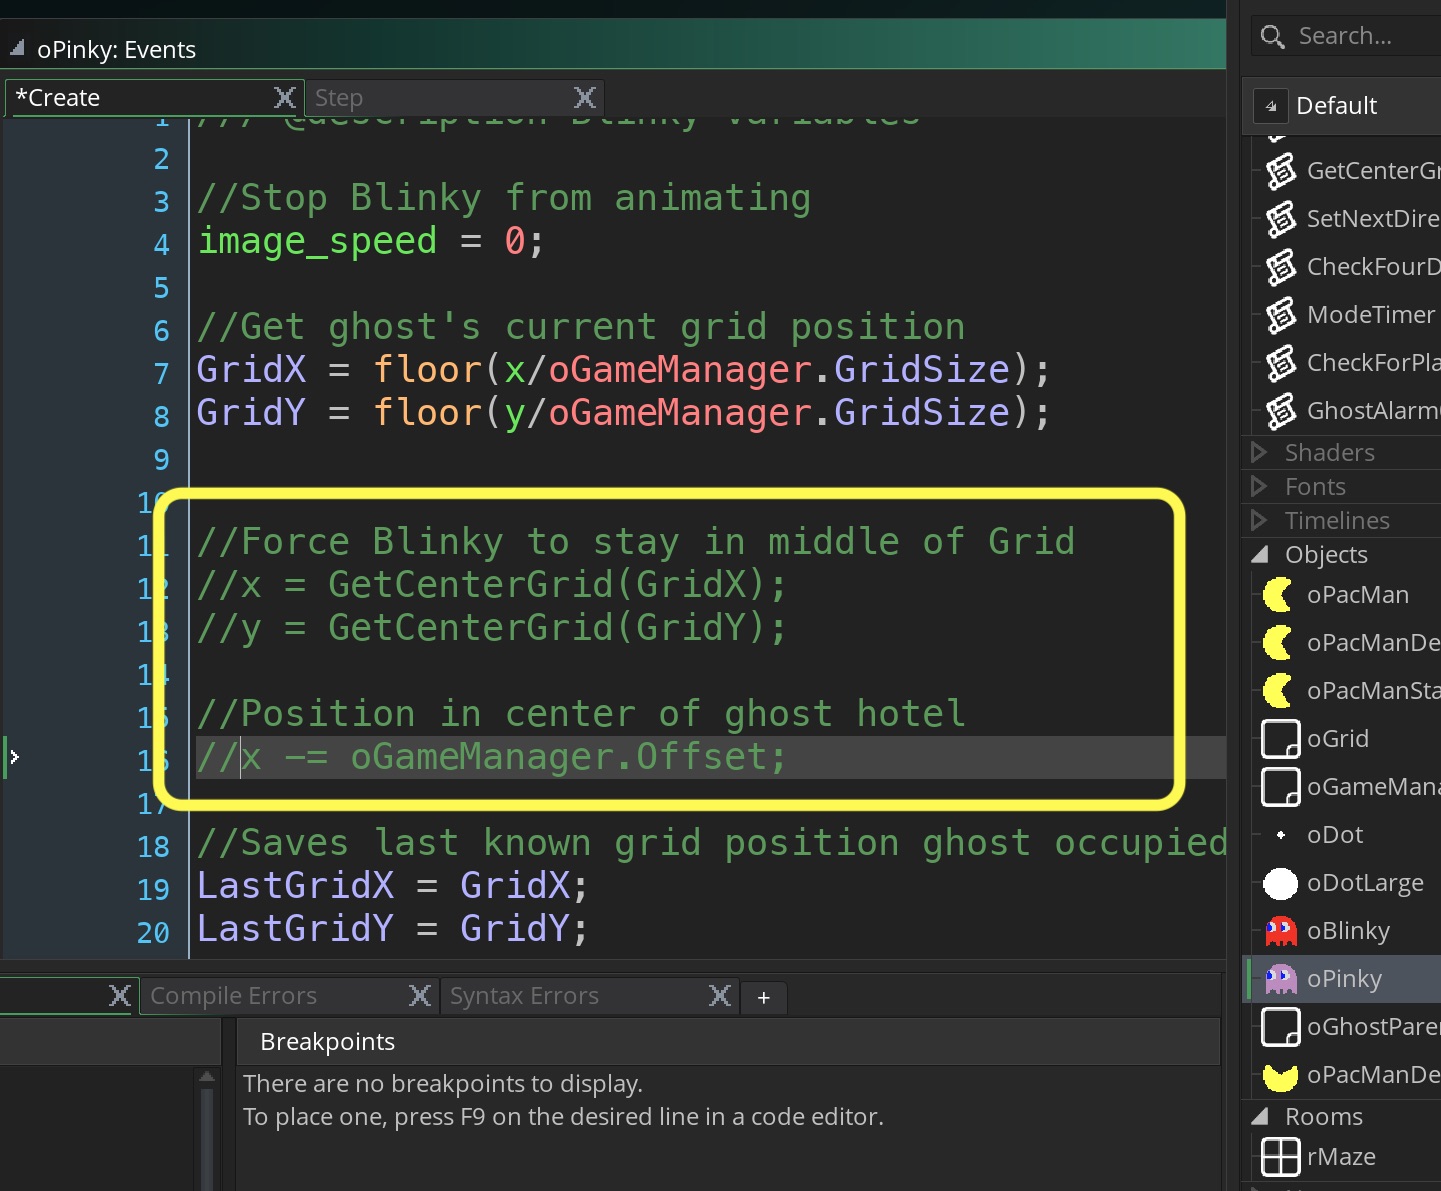 oPinky: Events
*Create
Step
1 /// @description Blinky Variables
2
3 //Stop Blinky from animating
4 image_speed = 0;
5
6 //Get ghost's current grid position
7 GridX = floor(x/oGameManager.GridSize);
8 GridY = floor(y/oGameManager.GridSize);
9
10
11 //Force Blinky to stay in middle of Grid
12 //x = GetCenterGrid(GridX);
13 //y = GetCenterGrid(GridY);
14
15 //Position in center of ghost hotel
16 //x -= oGameManager.Offset;
17
18 //Saves last known grid position ghost occupied
19 LastGridX = GridX;
20 LastGridY = GridY;
Compile Errors
Syntax Errors
+
Breakpoints
There are no breakpoints to display.
To place one, press F9 on the desired line in a code editor.
Search...
Default
GetCenterGr
SetNextDire
CheckFourD
ModeTimer
CheckForPla
GhostAlarm
Shaders
Fonts
Timelines
Objects
oPacMan
oPacManDe
oPacManSta
oGrid
oGameMana
oDot
oDotLarge
oBlinky
oPinky
oGhostParen
oPacManDe
Rooms
rMaze